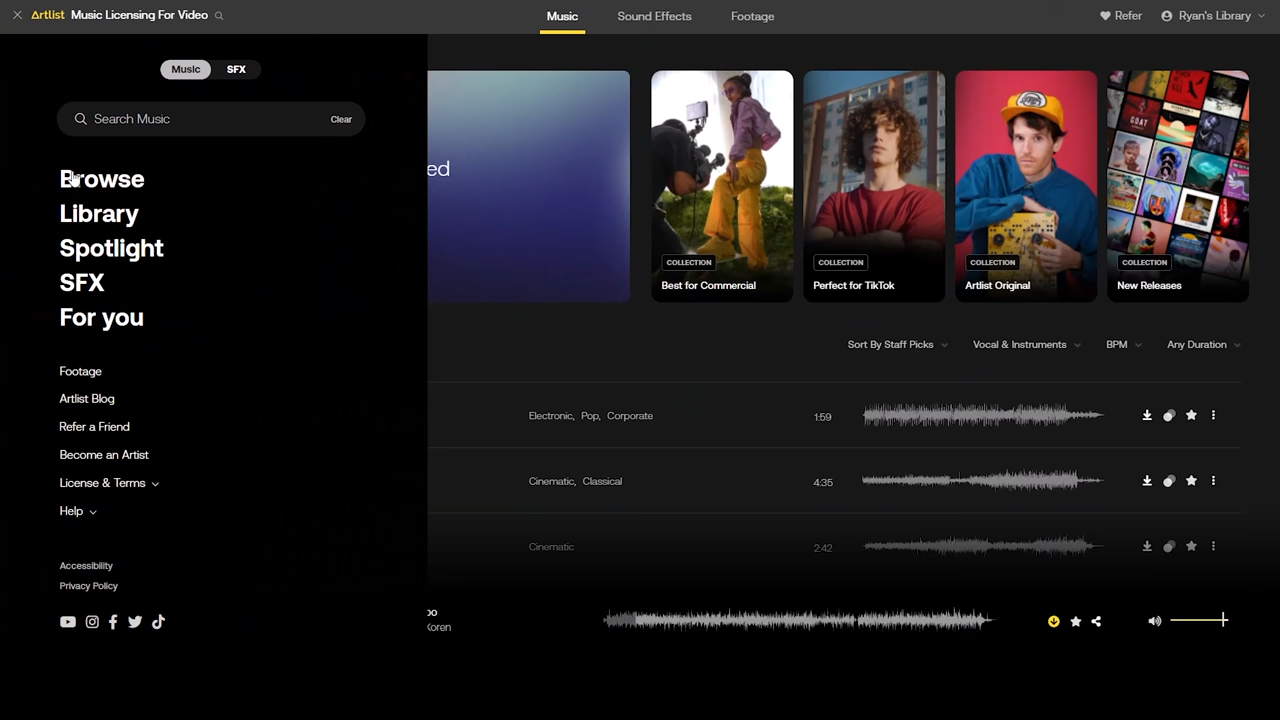 Artlist Music Licensing For Video
Music
Sound Effects
Footage
Refer
Ryan's Library
Music
SFX
Search Music
Clear
Browse
Library
Spotlight
SFX
For you
Footage
Artlist Blog
Refer a Friend
Become an Artist
License & Terms
Help
Accessibility
Privacy Policy
ed
COLLECTION
Best for Commercial
COLLECTION
Perfect for TikTok
COLLECTION
Artlist Original
COLLECTION
New Releases
Sort By Staff Picks
Vocal & Instruments
BPM
Any Duration
Electronic, Pop, Corporate
1:59
Cinematic, Classical
4:35
Cinematic
2:42
oo
Koren